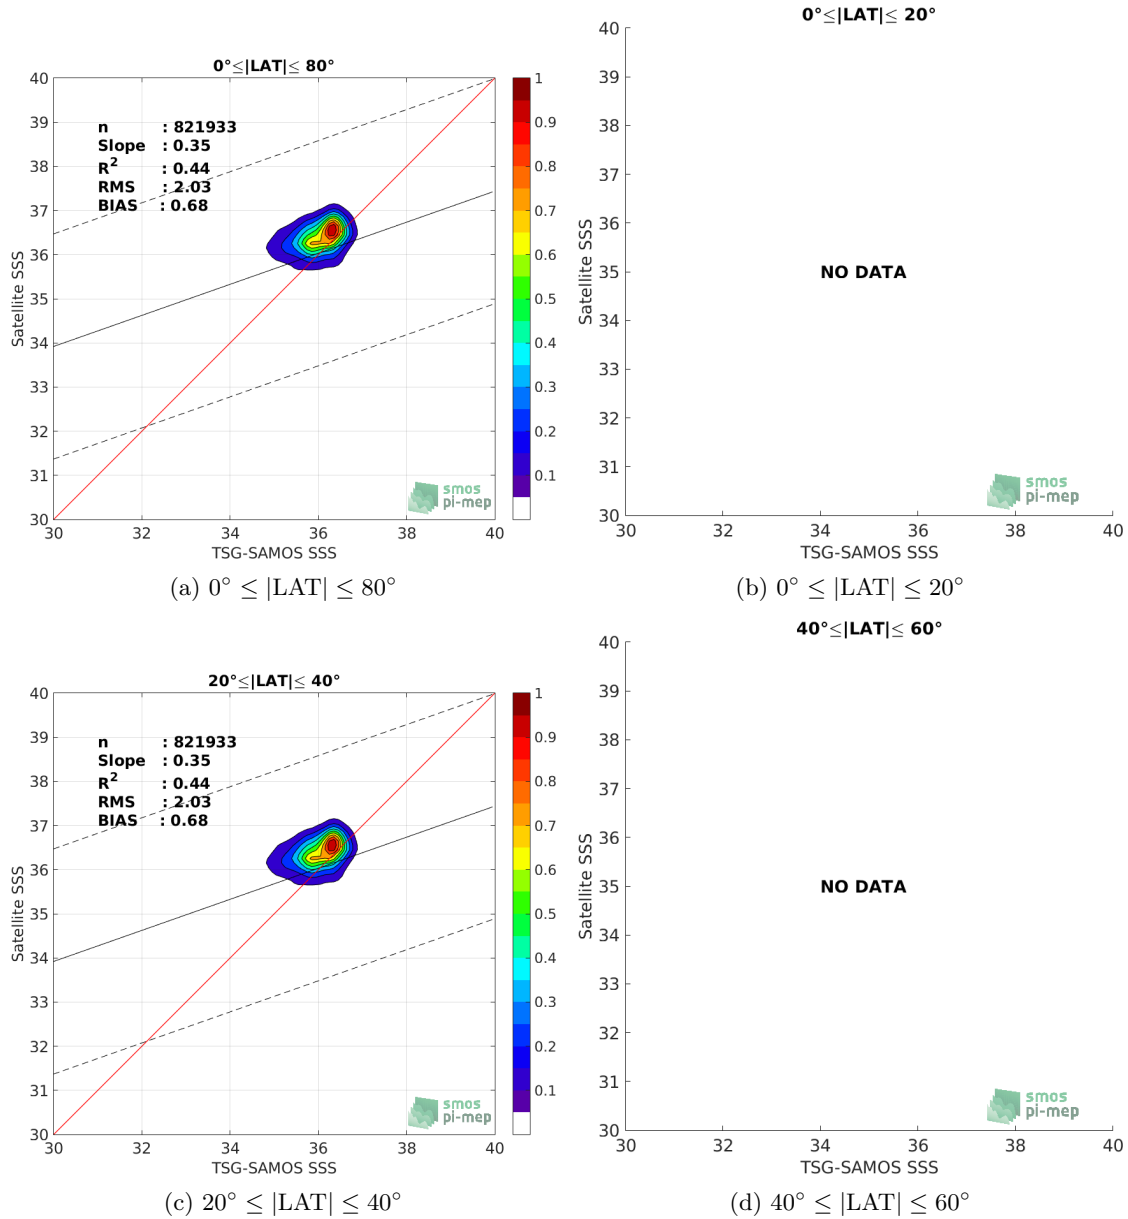 0°≤|LAT|≤ 80°
40
39
38
37
36
35
34
33
32
31
30
n : 821933
Slope : 0.35
R² : 0.44
RMS : 2.03
BIAS : 0.68
1
0.9
0.8
0.7
0.6
0.5
0.4
0.3
0.2
0.1
smos
pi-mep
30 32 34 36 38 40
Satellite SSS
TSG-SAMOS SSS
(a) 0° ≤ |LAT| ≤ 80°
0°≤|LAT|≤ 20°
40
39
38
37
36
35
34
33
32
31
30
NO DATA
smos
pi-mep
30 32 34 36 38 40
Satellite SSS
TSG-SAMOS SSS
(b) 0° ≤ |LAT| ≤ 20°
20°≤|LAT|≤ 40°
40
39
38
37
36
35
34
33
32
31
30
n : 821933
Slope : 0.35
R² : 0.44
RMS : 2.03
BIAS : 0.68
1
0.9
0.8
0.7
0.6
0.5
0.4
0.3
0.2
0.1
smos
pi-mep
30 32 34 36 38 40
Satellite SSS
TSG-SAMOS SSS
(c) 20° ≤ |LAT| ≤ 40°
40°≤|LAT|≤ 60°
40
39
38
37
36
35
34
33
32
31
30
NO DATA
smos
pi-mep
30 32 34 36 38 40
Satellite SSS
TSG-SAMOS SSS
(d) 40° ≤ |LAT| ≤ 60°